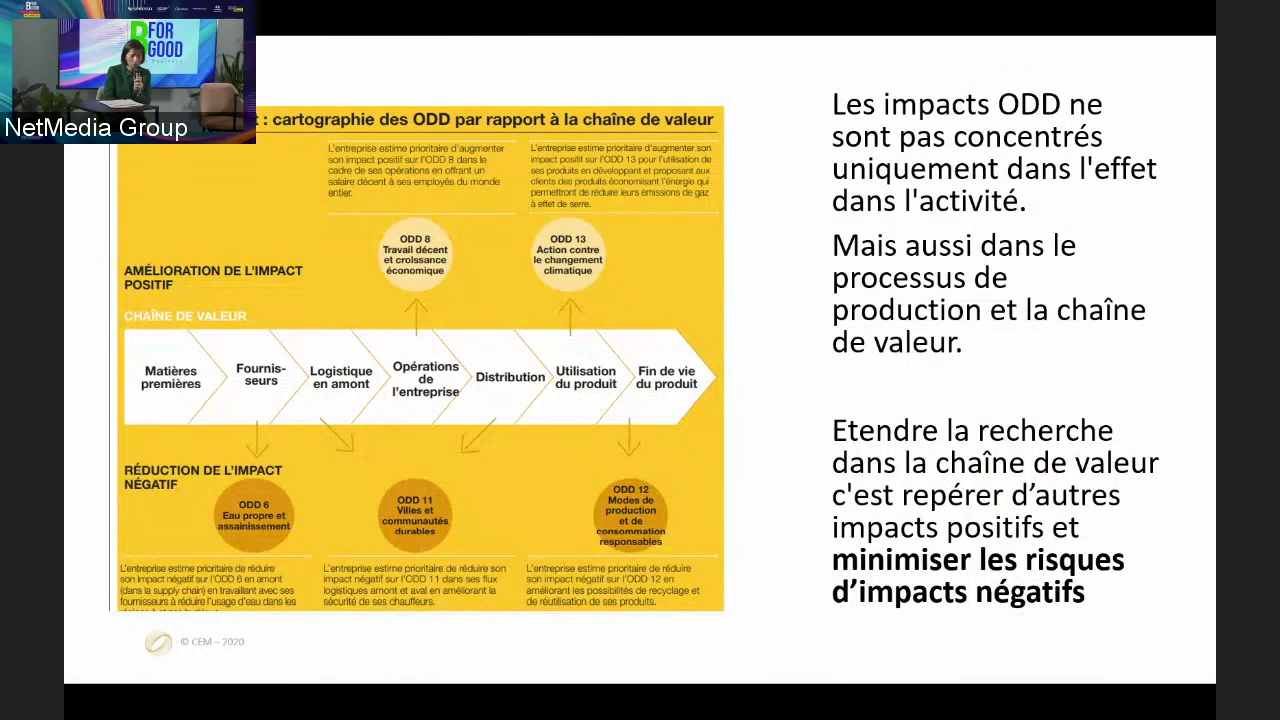 B FOR
GOOD
NetMedia Group
: cartographie des ODD par rapport à la chaîne de valeur
L'entreprise estime prioritaire d'augmenter
son impact positif sur l'ODD 8 dans le
cadre de ses opérations en offrant un
salaire décent à ses employés du monde
entier.
L'entreprise estime prioritaire d'augmenter son
impact positif sur l'ODD 13 pour l'utilisation de
ses produits en développant et proposant aux
clients des produits économisant l'énergie qui
permettront de réduire leurs émissions de gaz
à effet de serre.
ODD 8
Travail décent
et croissance
économique
ODD 13
Action contre
le changement
climatique
AMÉLIORATION DE L'IMPACT
POSITIF
CHAÎNE DE VALEUR
Matières
premières
Fournis-
seurs
Logistique
en amont
Opérations
de
l'entreprise
Distribution
Utilisation
du produit
Fin de vie
du produit
RÉDUCTION DE L'IMPACT
NÉGATIF
ODD 6
Eau propre et
assainissement
ODD 11
Villes et
communautés
durables
ODD 12
Modes de
production
et de
consommation
responsables
L'entreprise estime prioritaire de réduire
son impact négatif sur l'ODD 6 en amont
(dans la supply chain) en travaillant avec ses
fournisseurs à réduire l'usage d'eau dans les
L'entreprise estime prioritaire de réduire son
impact négatif sur l'ODD 11 dans ses flux
logistiques amont et aval en améliorant la
sécurité de ses chauffeurs.
L'entreprise estime prioritaire de réduire
son impact négatif sur l'ODD 12 en
améliorant les possibilités de recyclage et
de réutilisation de ses produits.
© CEM – 2020
Les impacts ODD ne
sont pas concentrés
uniquement dans l'effet
dans l'activité.
Mais aussi dans le
processus de
production et la chaîne
de valeur.
Etendre la recherche
dans la chaîne de valeur
c'est repérer d’autres
impacts positifs et
minimiser les risques
d’impacts négatifs